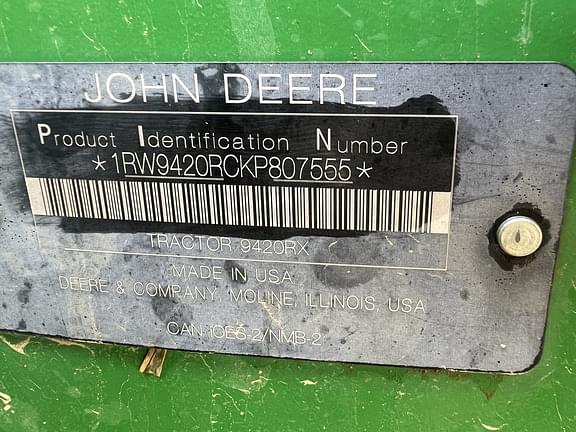 JOHN DEERE
Product Identification Number
*1RW9420RCKP807555*
TRACTOR 9420RX
MADE IN USA
DEERE & COMPANY, MOLINE, ILLINOIS, USA
CAN ICES-2/NMB-2